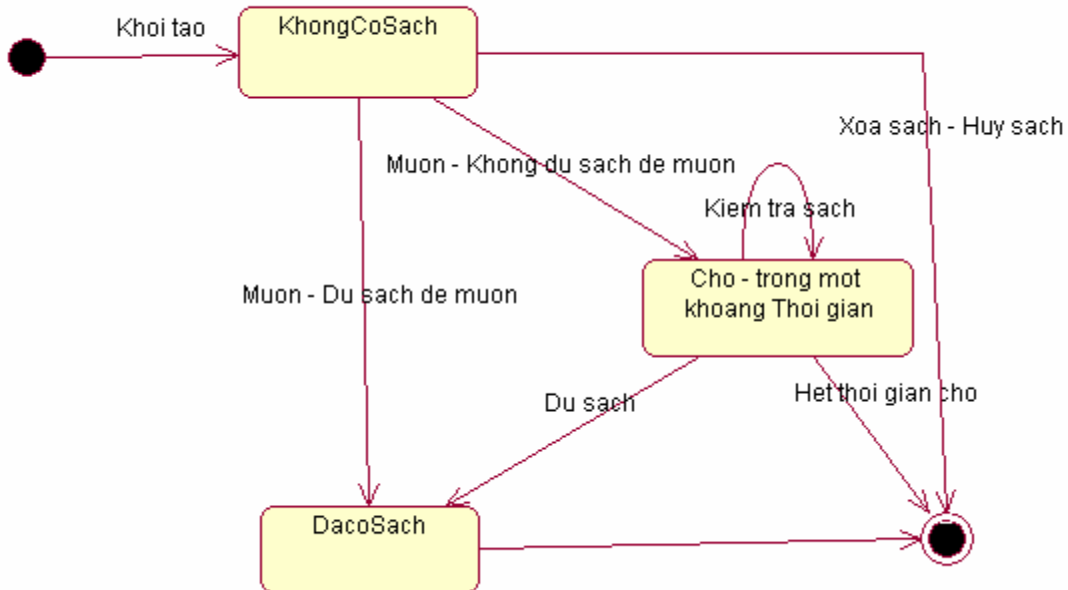 Khoi tao
KhongCoSach
Xoa sach - Huy sach
Muon - Khong du sach de muon
Kiem tra sach
Cho - trong mot
khoang Thoi gian
Muon - Du sach de muon
Het thoi gian cho
Du sach
DacoSach